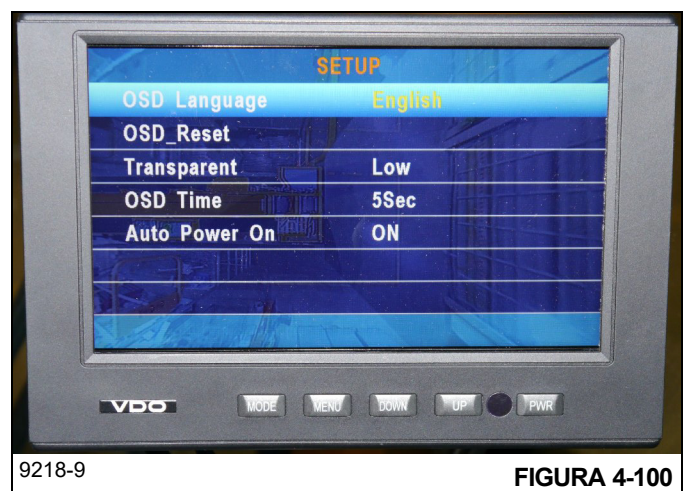 SETUP
OSD Language English
OSD_Reset
Transparent Low
OSD Time 5Sec
Auto Power On ON
VDO MODE MENU DOWN UP PWR
9218-9 FIGURA 4-100